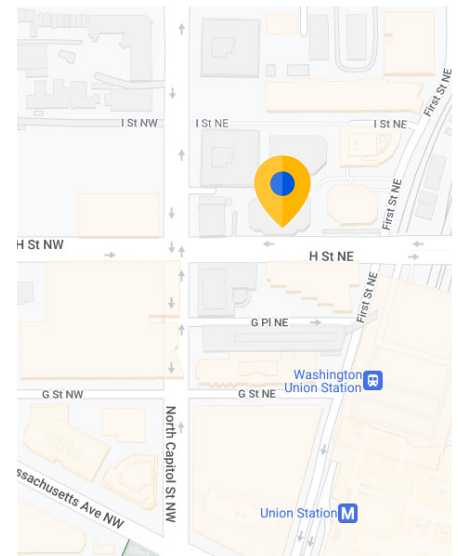 I St NW
I St NE
I St NE
First St NE
First St NE
H St NW
H St NE
First St NE
G Pl NE
Washington
Union Station
G St NW
G St NE
North Capitol St NW
ssachusetts Ave NW
Union Station
M